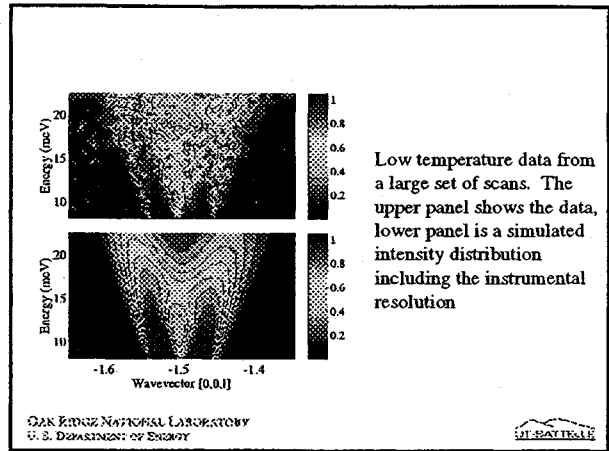 20
15
10
Energy (meV)
1
0.8
0.6
0.4
0.2
20
15
10
Energy (meV)
1
0.8
0.6
0.4
0.2
-1.6
-1.5
-1.4
Wavevector [0,0,l]
Low temperature data from
a large set of scans. The
upper panel shows the data,
lower panel is a simulated
intensity distribution
including the instrumental
resolution
OAK RIDGE NATIONAL LABORATORY
U. S. DEPARTMENT OF ENERGY
UT-BATTELLE